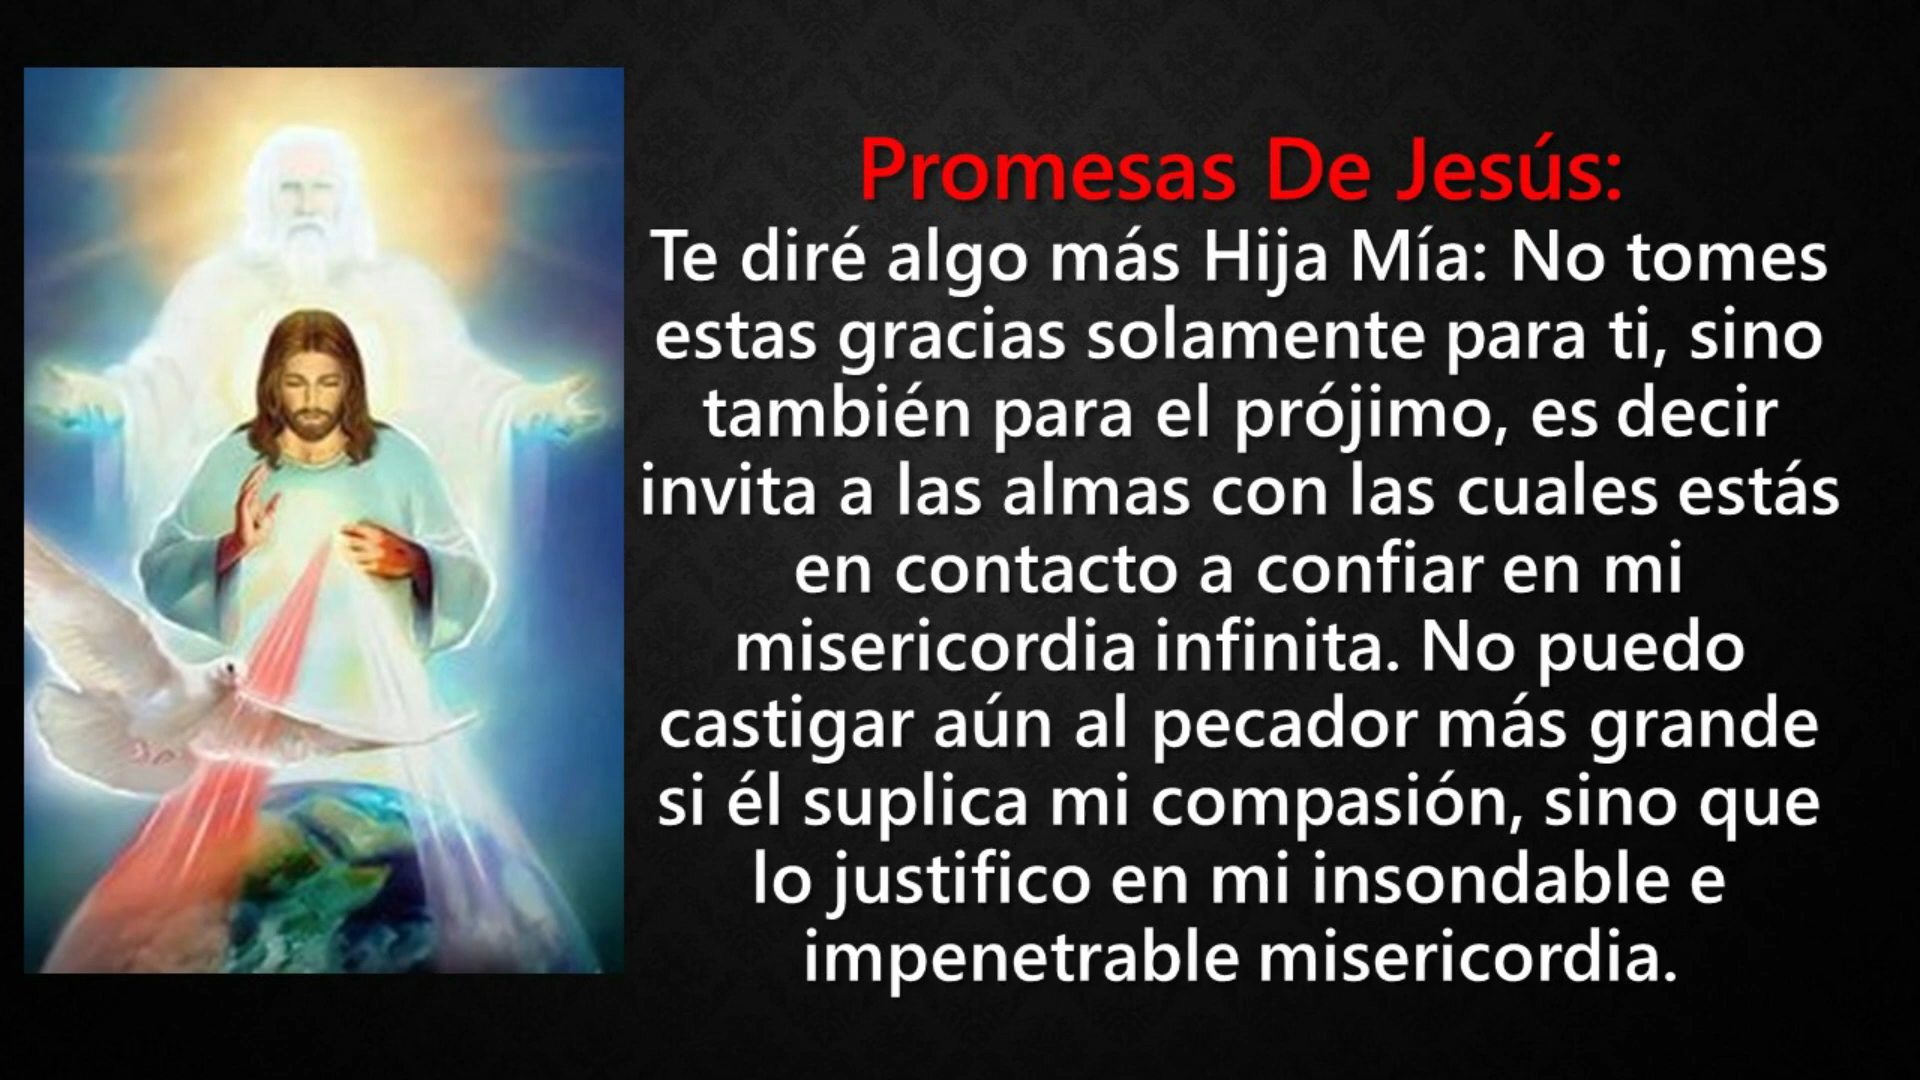 Promesas De Jesús:
Te diré algo más Hija Mía: No tomes
estas gracias solamente para ti, sino
también para el prójimo, es decir
invita a las almas con las cuales estás
en contacto a confiar en mi
misericordia infinita. No puedo
castigar aún al pecador más grande
si él suplica mi compasión, sino que
lo justifico en mi insondable e
impenetrable misericordia.